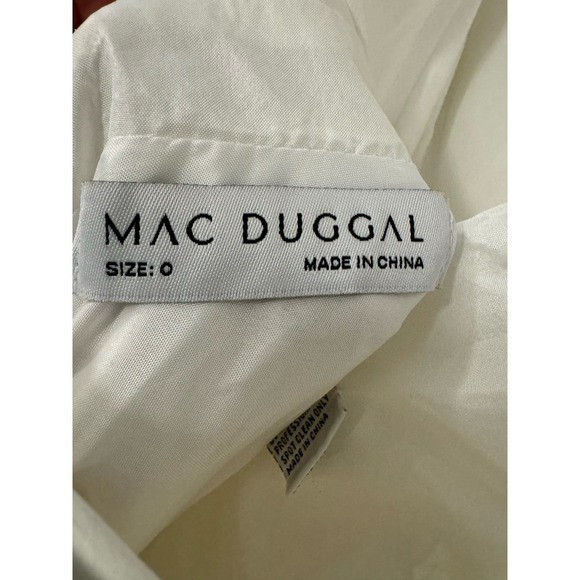 MAC DUGGAL
SIZE: 0
MADE IN CHINA
SPOT CLEAN ONLY
MADE IN CHINA